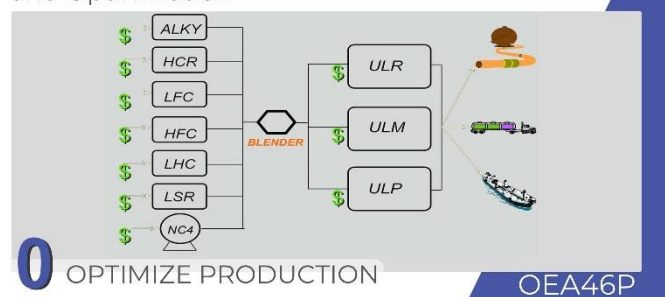 ALKY
HCR
LFC
HFC
LHC
LSR
NC4
BLENDER
ULR
ULM
ULP
$
$
$
$
$
$
$
$
$
$
0 OPTIMIZE PRODUCTION
OEA46P